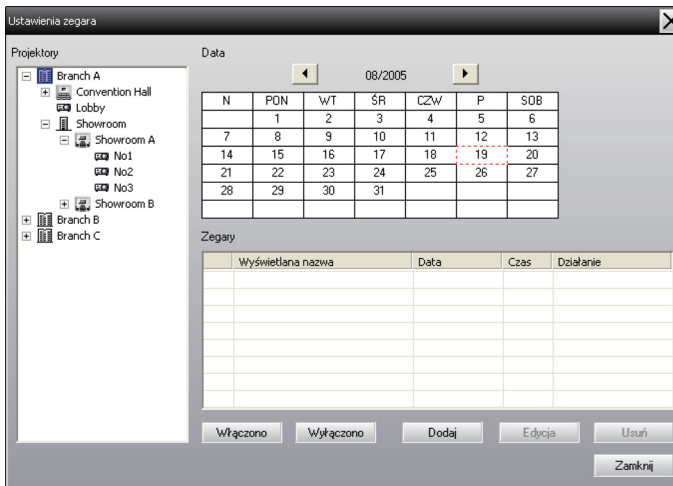 Ustawienia zegara
Projektory
Branch A
Convention Hall
Lobby
Showroom
Showroom A
No1
No2
No3
Showroom B
Branch B
Branch C
Data
08/2005
N PON WT ŚR CZW P SOB
1 2 3 4 5 6
7 8 9 10 11 12 13
14 15 16 17 18 19 20
21 22 23 24 25 26 27
28 29 30 31
Zegary
Wyświetlana nazwa Data Czas Działanie
Włączono Wyłączono Dodaj Edycja Usuń
Zamknij